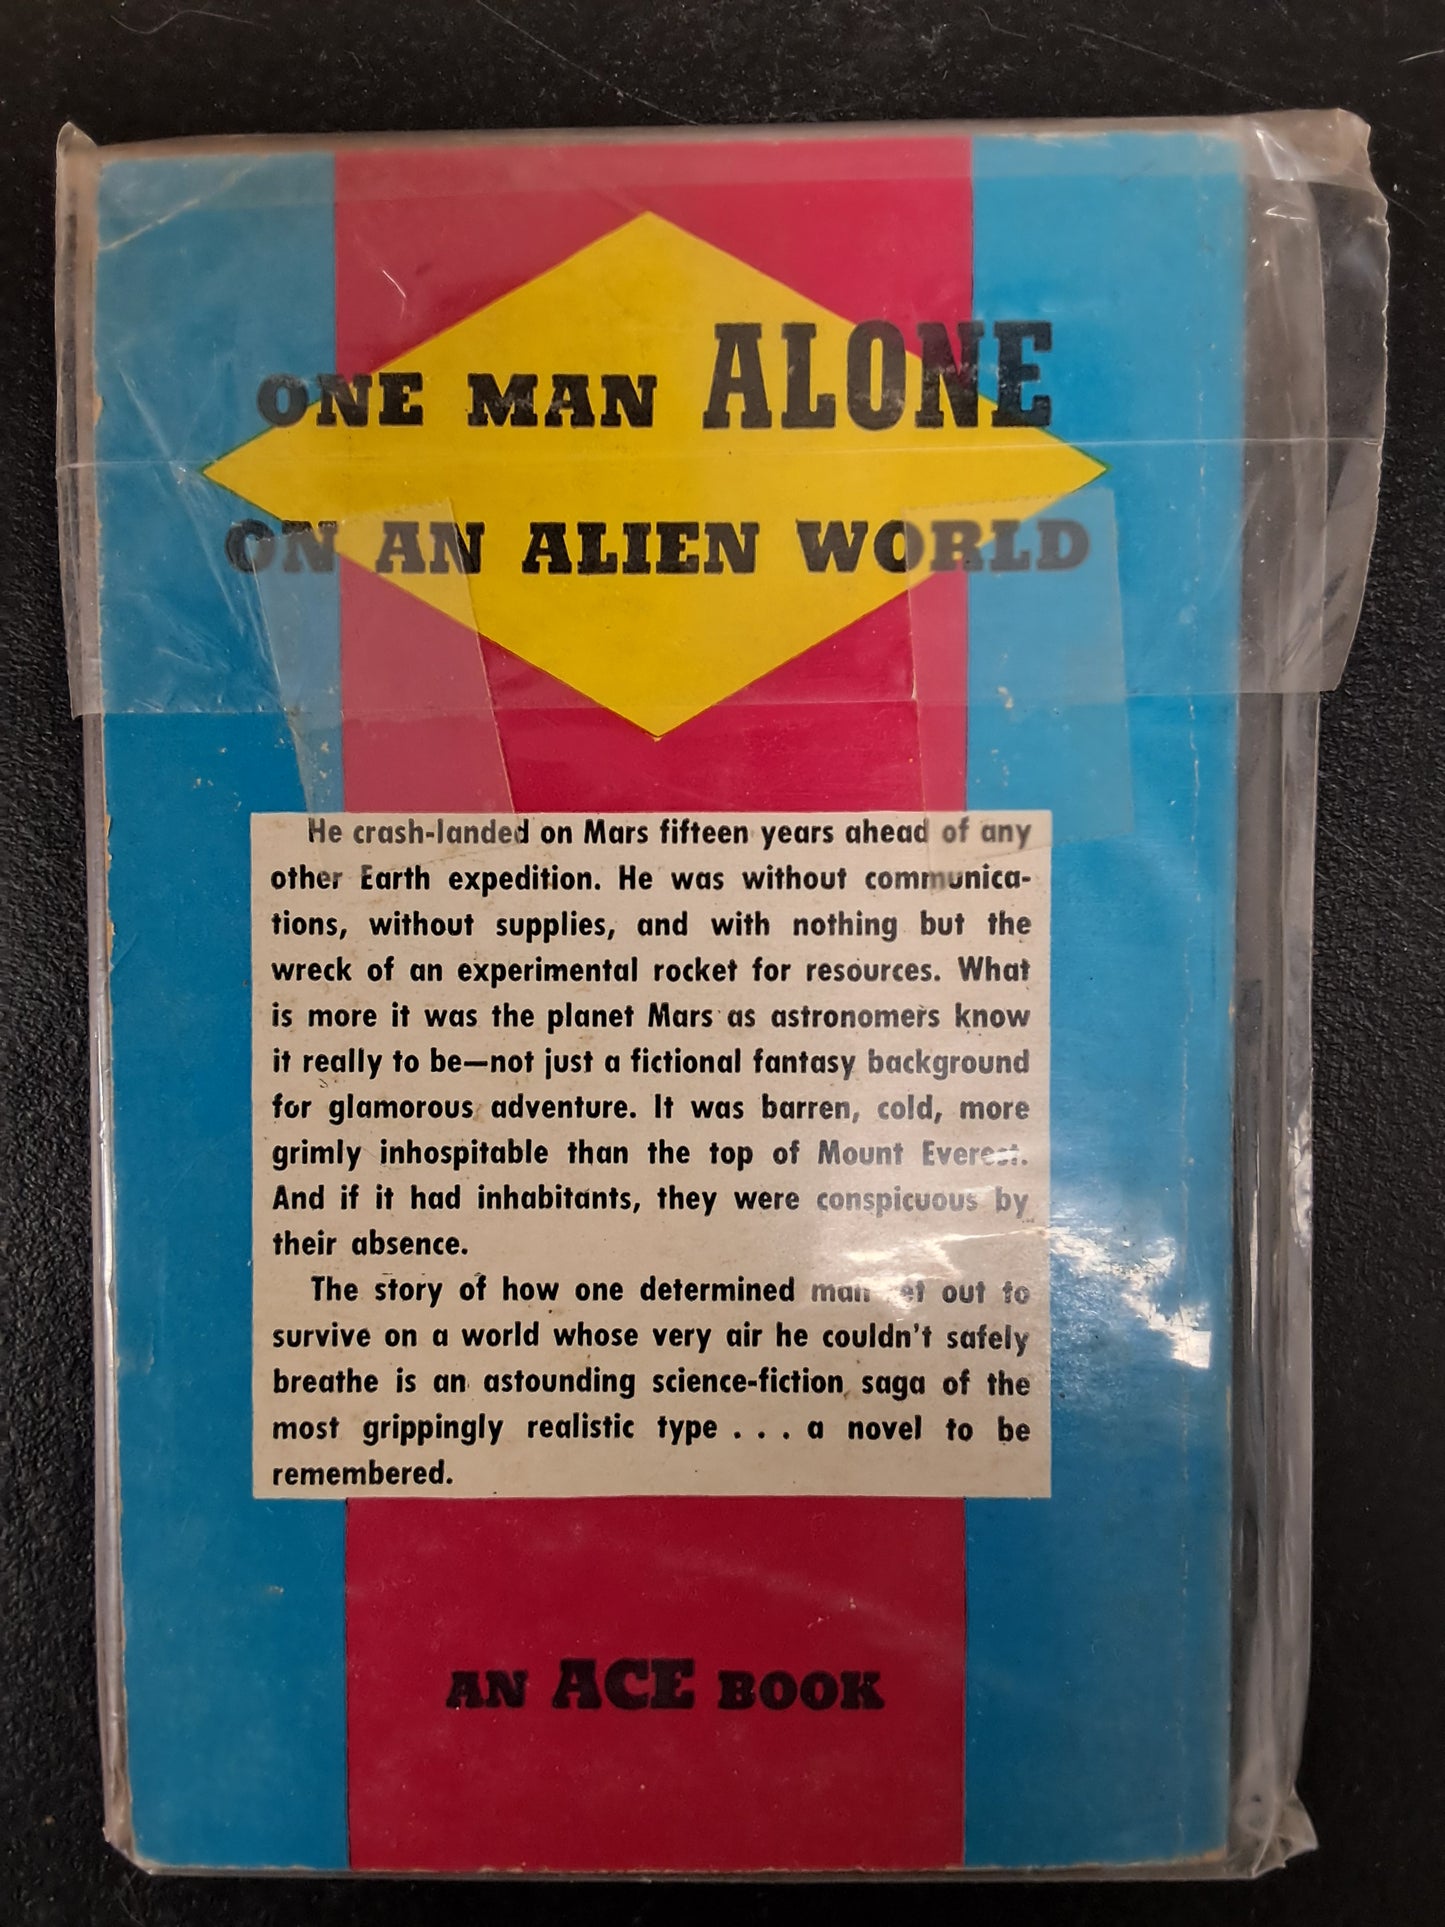 ONE MAN ALONE
ON AN ALIEN WORLD
He crash-landed on Mars fifteen years ahead of any
other Earth expedition. He was without communica-
tions, without supplies, and with nothing but the
wreck of an experimental rocket for resources. What
is more it was the planet Mars as astronomers know
it really to be—not just a fictional fantasy background
for glamorous adventure. It was barren, cold, more
grimly inhospitable than the top of Mount Everest.
And if it had inhabitants, they were conspicuous by
their absence.
The story of how one determined man set out to
survive on a world whose very air he couldn't safely
breathe is an astounding science-fiction saga of the
most grippingly realistic type . . . a novel to be
remembered.
AN ACE BOOK